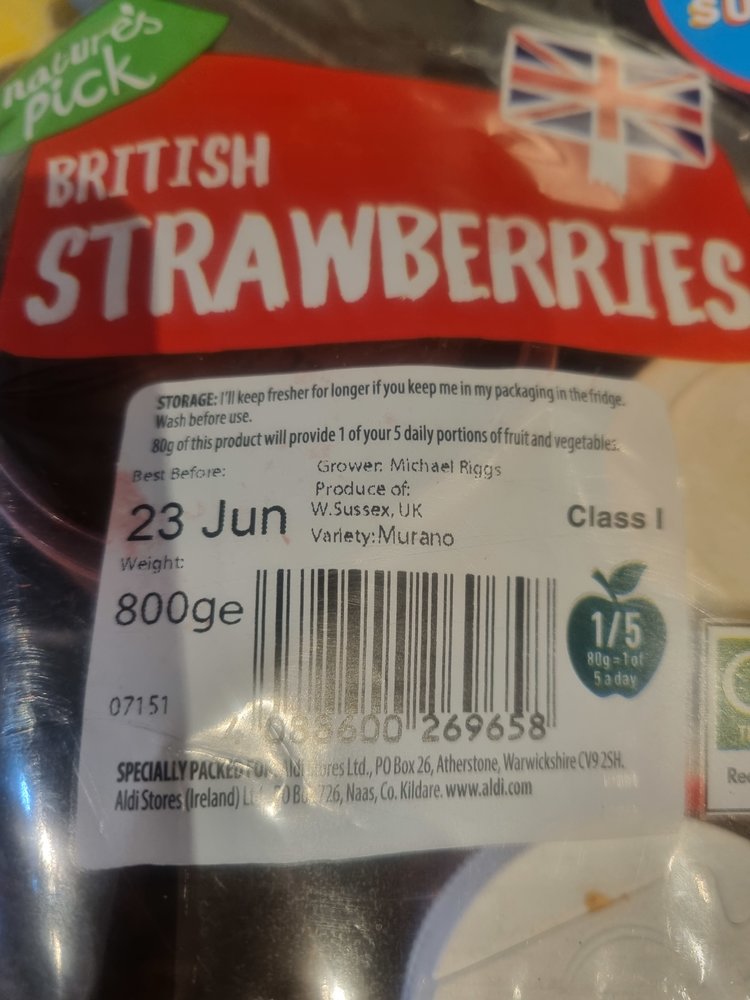 nature's
pick
SU
BRITISH
STRAWBERRIES
STORAGE: I'll keep fresher for longer if you keep me in my packaging in the fridge.
Wash before use.
80g of this product will provide 1 of your 5 daily portions of fruit and vegetables.
Best Before:
23 Jun
Weight:
800ge
Grower: Michael Riggs
Produce of:
W.Sussex, UK
Variety:Murano
Class I
1/5
80g=1 of
5 a day
07151
088600 269658
SPECIALLY PACKED FOR Aldi Stores Ltd., PO Box 26, Atherstone, Warwickshire CV9 2SH.
Aldi Stores (Ireland) 726, Naas, Co. Kildare. www.aldi.com
Rec